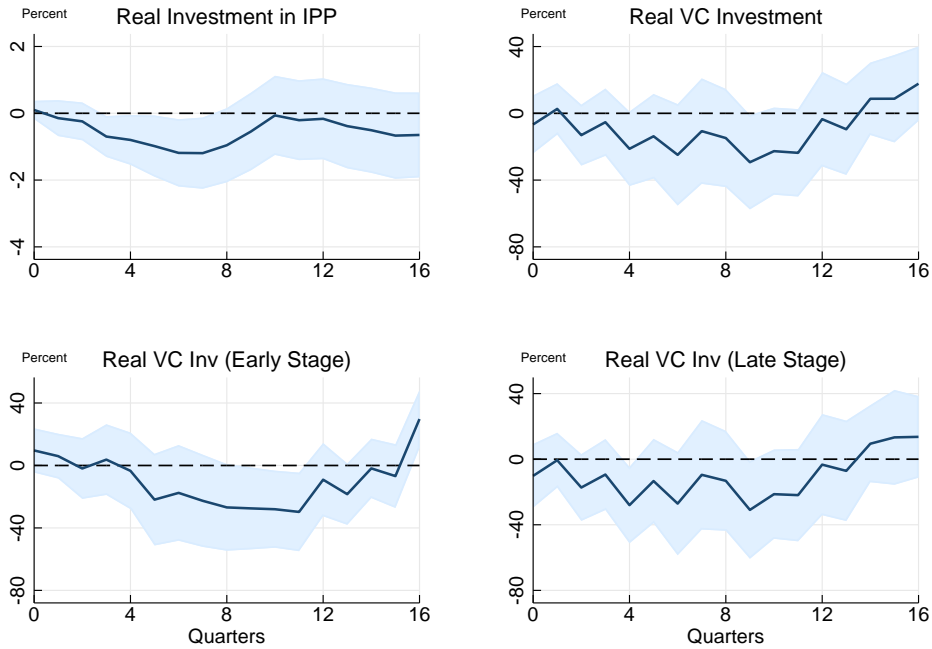 Percent Real Investment in IPP
2
0
-2
-4
0 4 8 12 16
Percent Real VC Investment
40
0
-40
-80
0 4 8 12 16
Percent Real VC Inv (Early Stage)
40
0
-40
-80
0 4 8 12 16
Quarters
Percent Real VC Inv (Late Stage)
40
0
-40
-80
0 4 8 12 16
Quarters